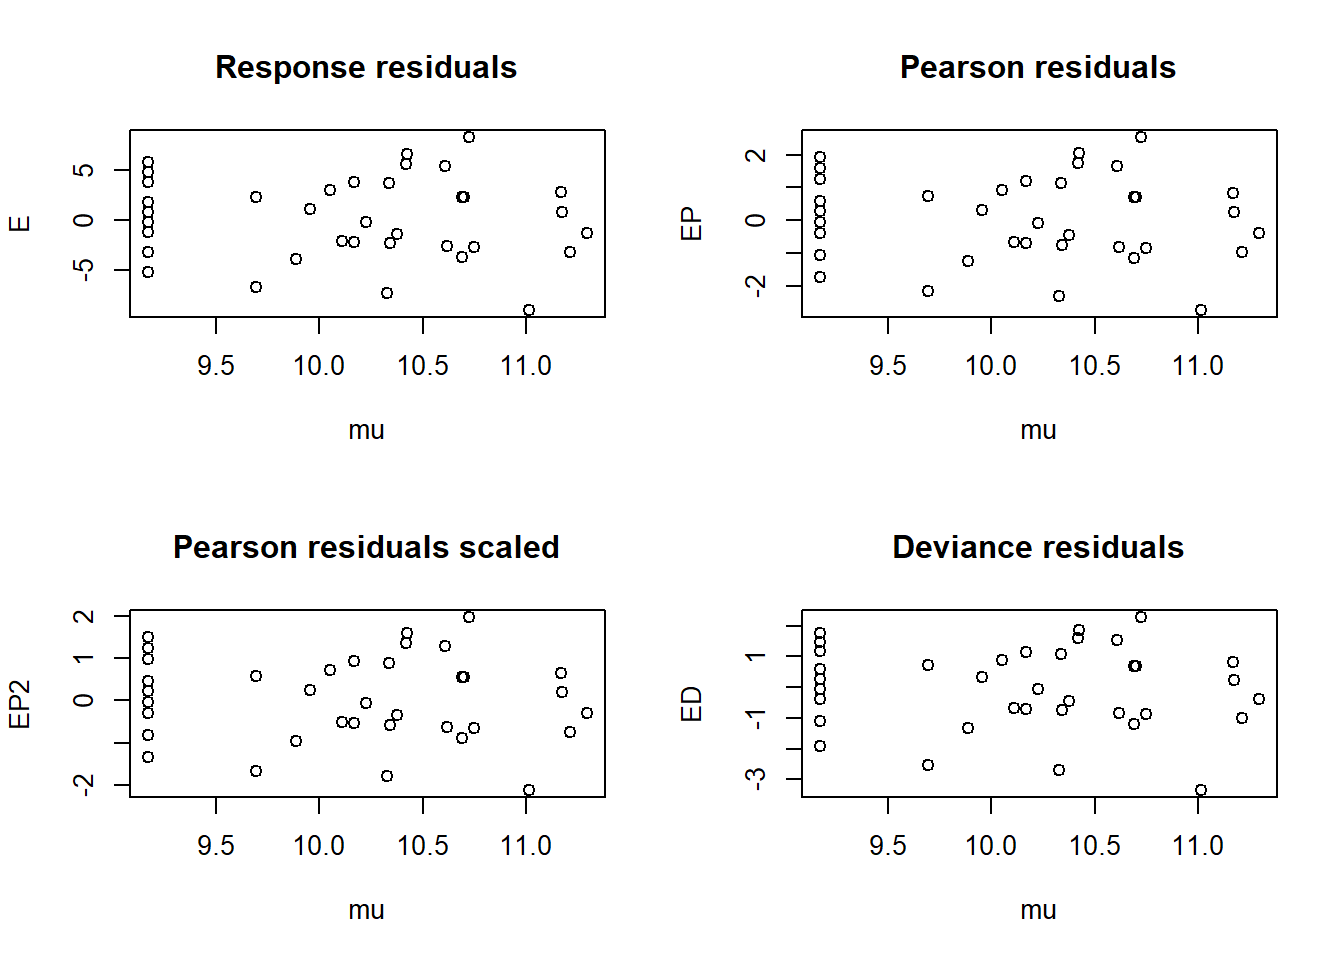 Response residuals
E
5
0
-5
9.5 10.0 10.5 11.0
mu
Pearson residuals
EP
2
0
-2
9.5 10.0 10.5 11.0
mu
Pearson residuals scaled
EP2
2
1
0
-2
9.5 10.0 10.5 11.0
mu
Deviance residuals
ED
1
-1
-3
9.5 10.0 10.5 11.0
mu